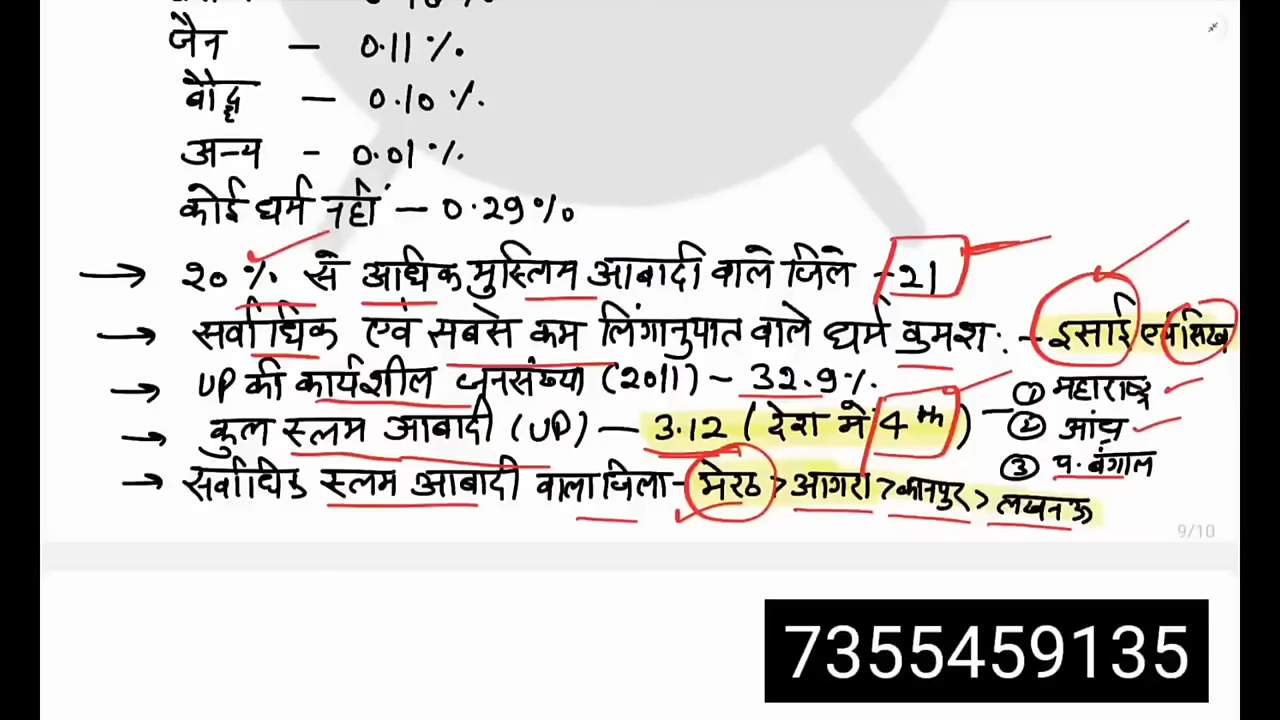 जैन — 0.11%
बौद्ध — 0.10%
अन्य - 0.01%
कोई धर्म नहीं — 0.29%
→ 20% से अधिक मुस्लिम आबादी वाले जिले - 21
→ सर्वाधिक एवं सबसे कम लिंगानुपात वाले धर्म क्रमशः - इसाई एवं सिख
→ UP की कार्यशील जनसंख्या (2011) - 32.9%.
→ कुल स्लम आबादी (UP) — 3.12 (देश में 4th) —
① महाराष्ट्र
② आंध्र
③ प. बंगाल
→ सर्वाधिक स्लम आबादी वाला जिला - मेरठ > आगरा > कानपुर > लखनऊ
9/10
7355459135